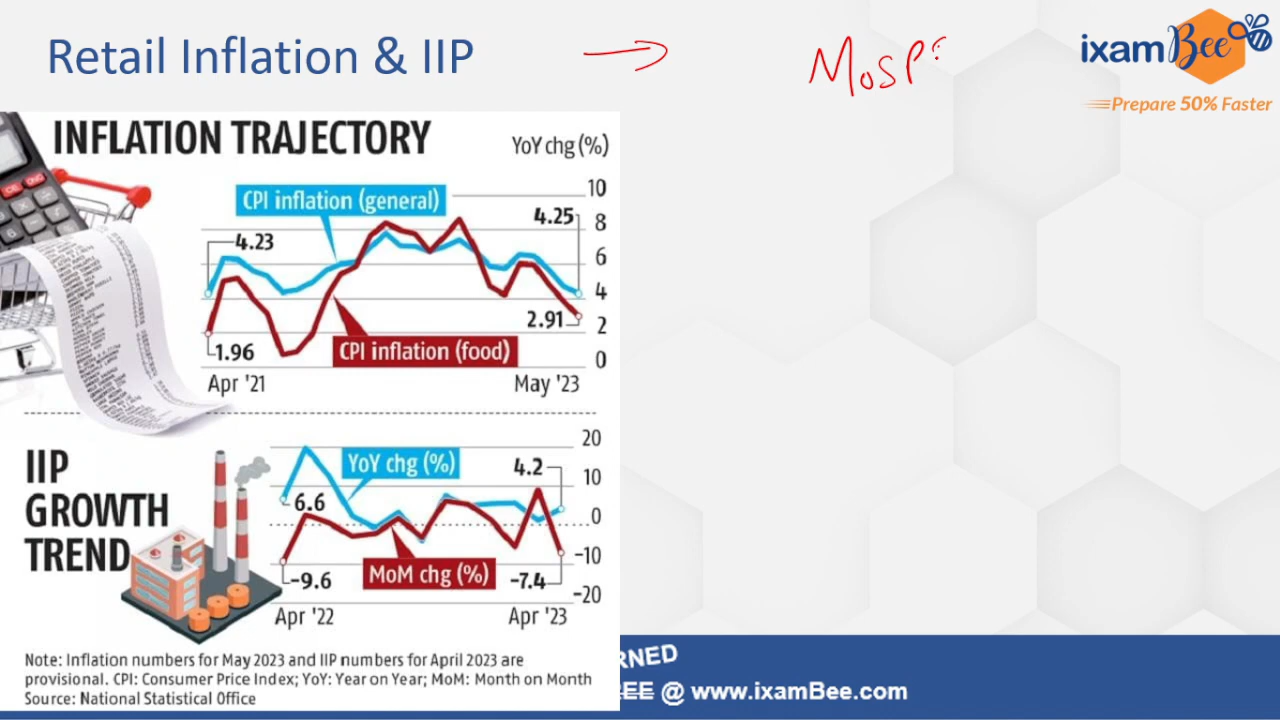 Retail Inflation & IIP
MoSP
ixamBee
Prepare 50% Faster
INFLATION TRAJECTORY
YoY chg (%)
CPI inflation (general)
10
8
6
4
2
0
4.25
4.23
2.91
1.96
CPI inflation (food)
Apr '21
May '23
IIP
GROWTH
TREND
YoY chg (%)
20
10
0
-10
-20
4.2
6.6
MoM chg (%)
-9.6
-7.4
Apr '22
Apr '23
Note: Inflation numbers for May 2023 and IIP numbers for April 2023 are
provisional. CPI: Consumer Price Index; YoY: Year on Year; MoM: Month on Month
Source: National Statistical Office
RNED
EE @ www.ixamBee.com